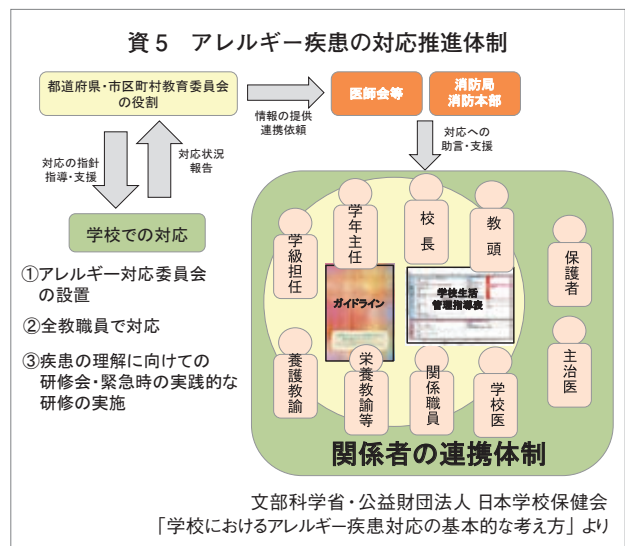 資5 アレルギー疾患の対応推進体制
都道府県・市区町村教育委員会
の役割
情報の提供
連携依頼
医師会等
消防局
消防本部
対応の指針
指導・支援
対応状況
報告
対応への
助言・支援
学校での対応
①アレルギー対応委員会
の設置
②全教職員で対応
③疾患の理解に向けての
研修会・緊急時の実践的な
研修の実施
学級担任
学年主任
校長
教頭
保護者
ガイドライン
学校生活
管理指導表
養護教諭
栄養教諭等
関係職員
学校医
主治医
関係者の連携体制
文部科学省・公益財団法人 日本学校保健会
「学校におけるアレルギー疾患対応の基本的な考え方」より